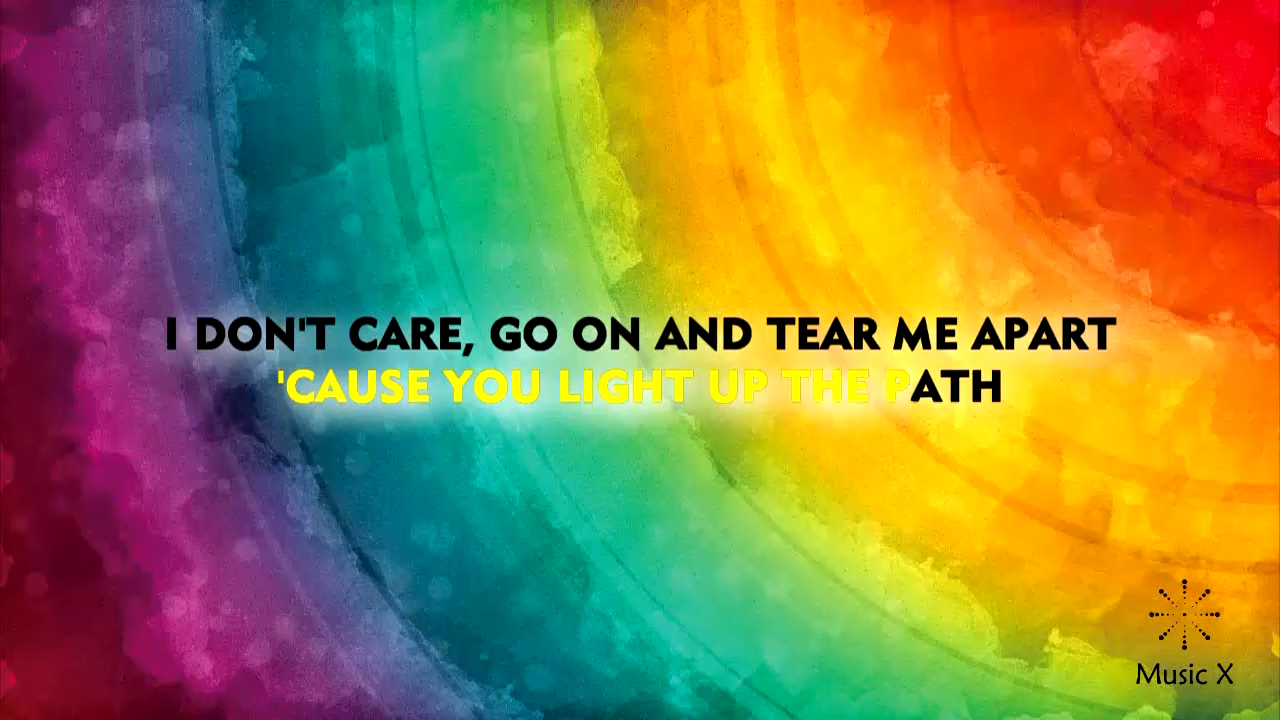 I DON'T CARE, GO ON AND TEAR ME APART
'CAUSE YOU LIGHT UP THE PATH
Music X